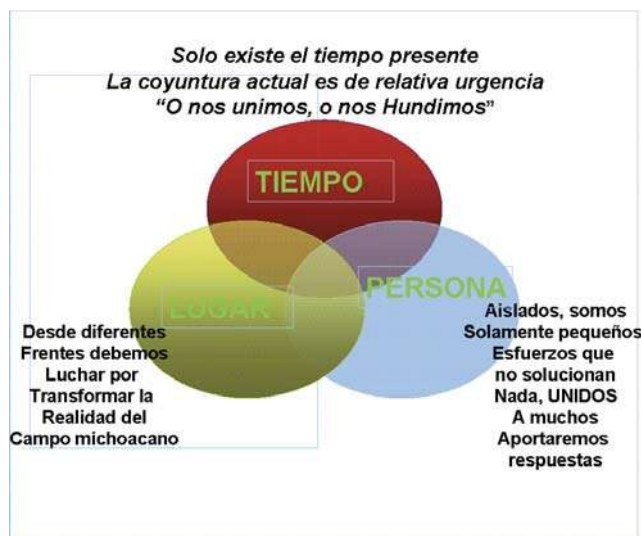 Solo existe el tiempo presente
La coyuntura actual es de relativa urgencia
“O nos unimos, o nos Hundimos”
TIEMPO
LUGAR
PERSONA
Desde diferentes
Frentes debemos
Luchar por
Transformar la
Realidad del
Campo michoacano
Aislados, somos
Solamente pequeños
Esfuerzos que
no solucionan
Nada, UNIDOS
A muchos
Aportaremos
respuestas